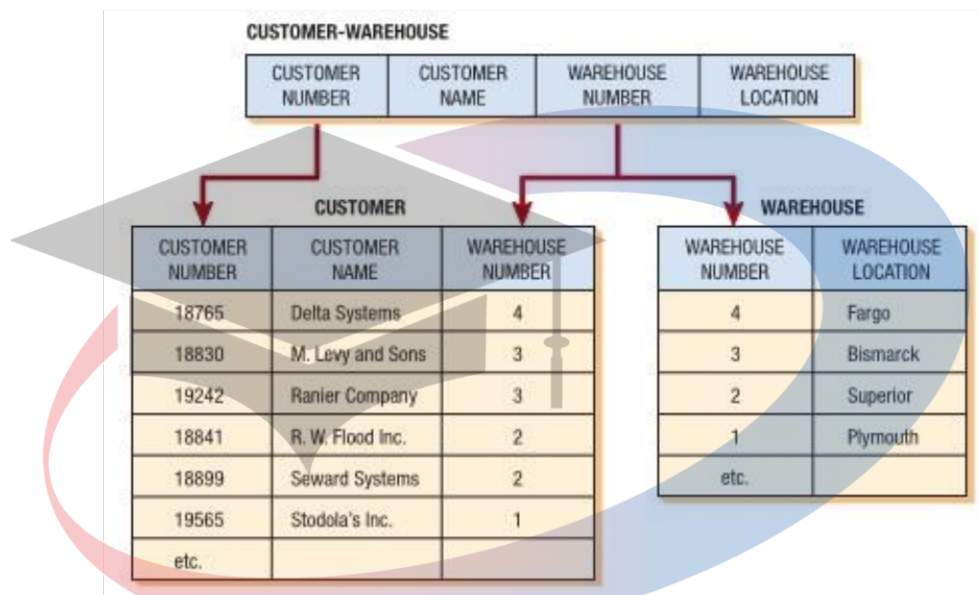 CUSTOMER-WAREHOUSE
CUSTOMER NUMBER CUSTOMER NAME WAREHOUSE NUMBER WAREHOUSE LOCATION
CUSTOMER
CUSTOMER NUMBER CUSTOMER NAME WAREHOUSE NUMBER
18765 Delta Systems 4
18830 M. Levy and Sons 3
19242 Ranier Company 3
18841 R. W. Flood Inc. 2
18899 Seward Systems 2
19565 Stodola's Inc. 1
etc.
WAREHOUSE
WAREHOUSE NUMBER WAREHOUSE LOCATION
4 Fargo
3 Bismarck
2 Superior
1 Plymouth
etc.